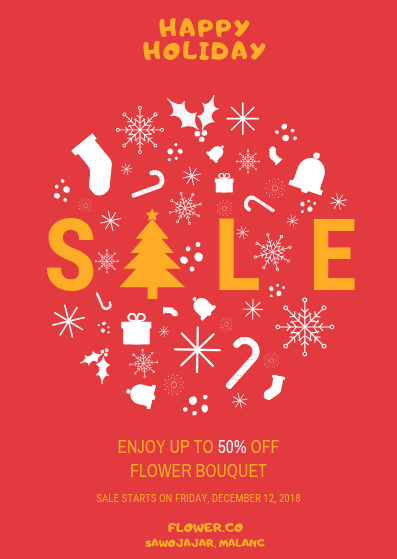 HAPPY
HOLIDAY
S LE
ENJOY UP TO 50% OFF
FLOWER BOUQUET
SALE STARTS ON FRIDAY, DECEMBER 12, 2018
FLOWER.CO
SAWOJAJAR, MALANG